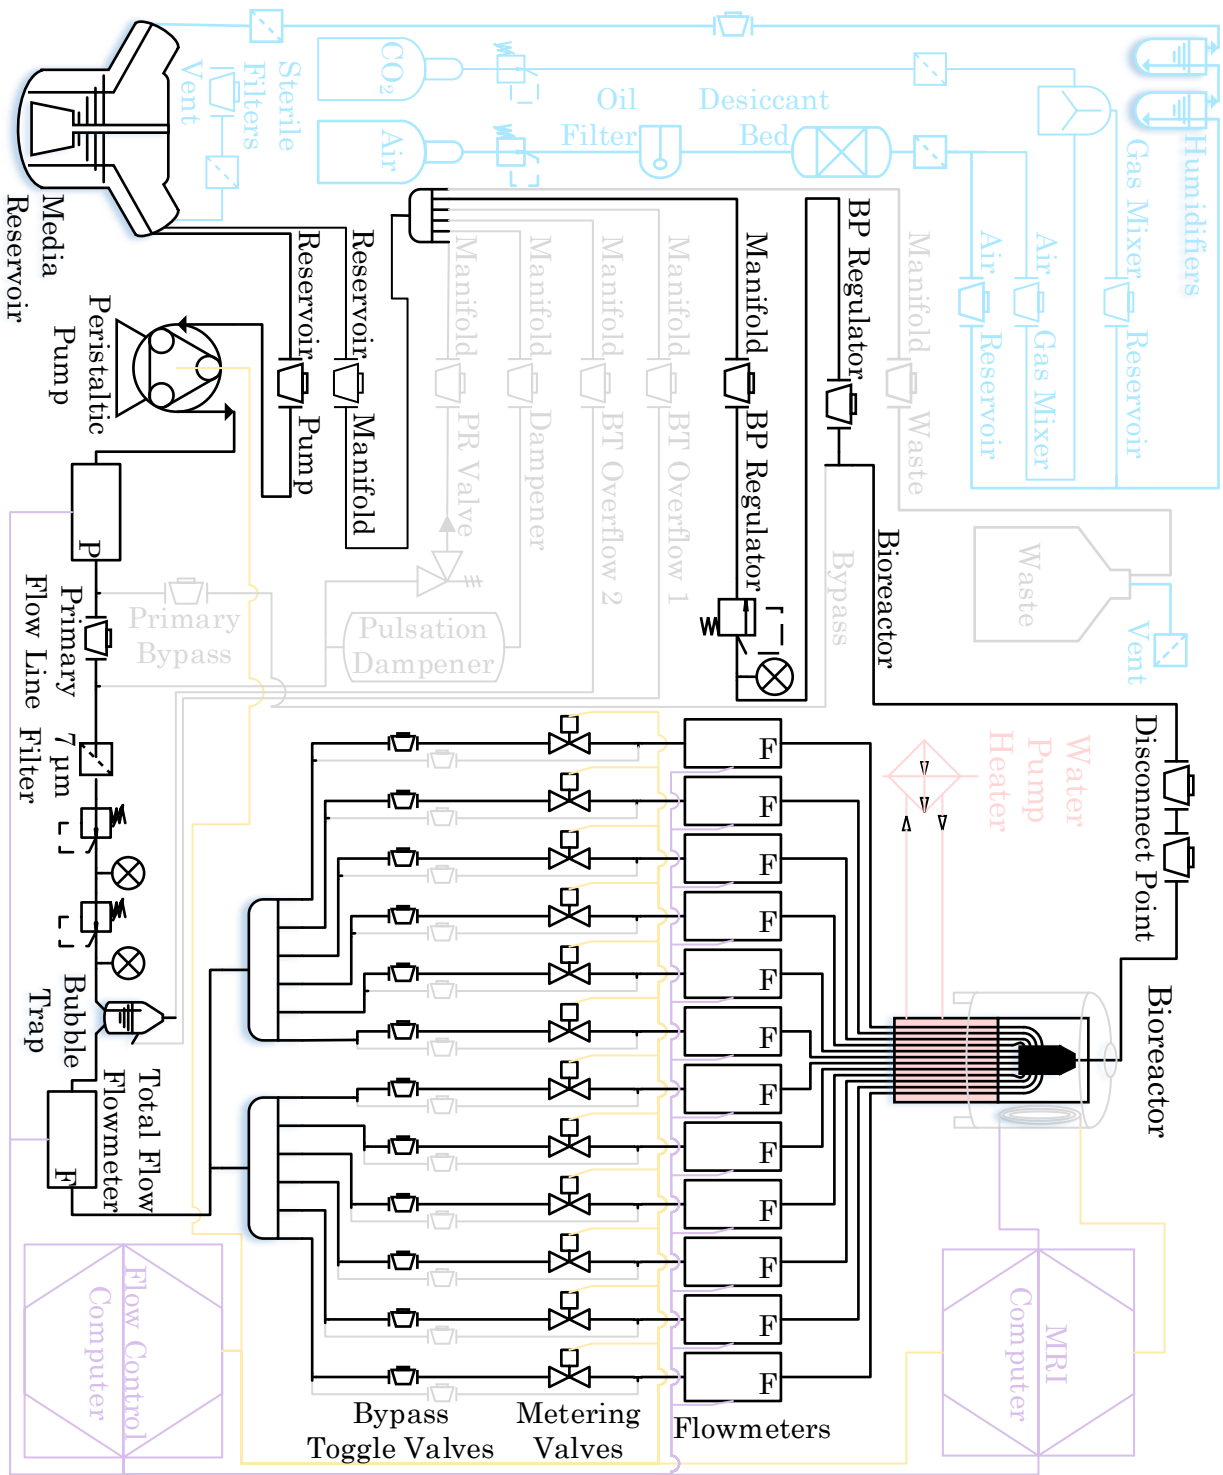 Sterile
Filters
Vent
CO2
Air
Oil
Filter
Desiccant
Bed
Humidifiers
Gas Mixer
Reservoir
Air
Gas Mixer
Air
Reservoir
Media
Reservoir
Reservoir
Pump
Reservoir
Manifold
Manifold
PR Valve
Manifold
Dampener
Manifold
BT Overflow 2
Manifold
BT Overflow 1
Manifold
BP Regulator
BP Regulator
Bioreactor
Bypass
Manifold
Waste
Waste
Vent
Peristaltic
Pump
P
Primary
Flow Line
Primary
Bypass
Pulsation
Dampener
7 μm
Filter
Bubble
Trap
Total Flow
Flowmeter
F
F
F
F
F
F
F
F
F
F
F
F
F
Water
Pump
Heater
Disconnect Point
Bioreactor
Flow Control
Computer
MRI
Computer
Bypass
Toggle Valves
Metering
Valves
Flowmeters